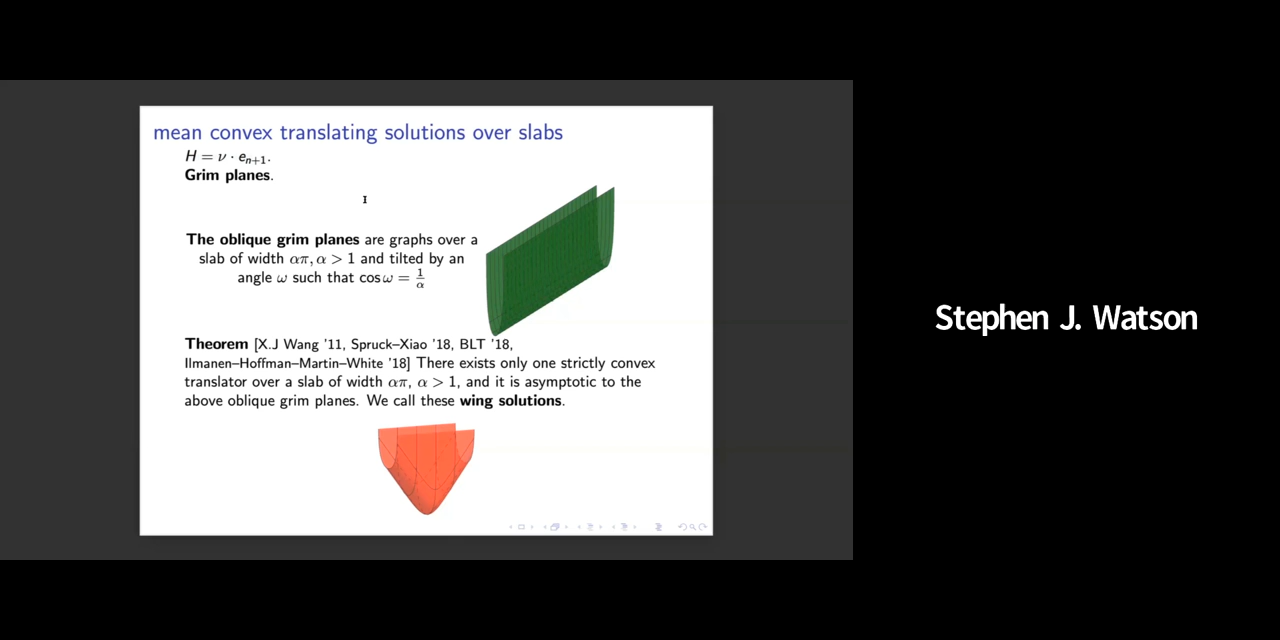 mean convex translating solutions over slabs
H = ν · eₙ₊₁.
Grim planes.
The oblique grim planes are graphs over a
slab of width απ, α > 1 and tilted by an
angle ω such that cos ω = 1/α
Theorem [X.J Wang '11, Spruck–Xiao '18, BLT '18,
Ilmanen–Hoffman–Martin–White '18] There exists only one strictly convex
translator over a slab of width απ, α > 1, and it is asymptotic to the
above oblique grim planes. We call these wing solutions.
Stephen J. Watson